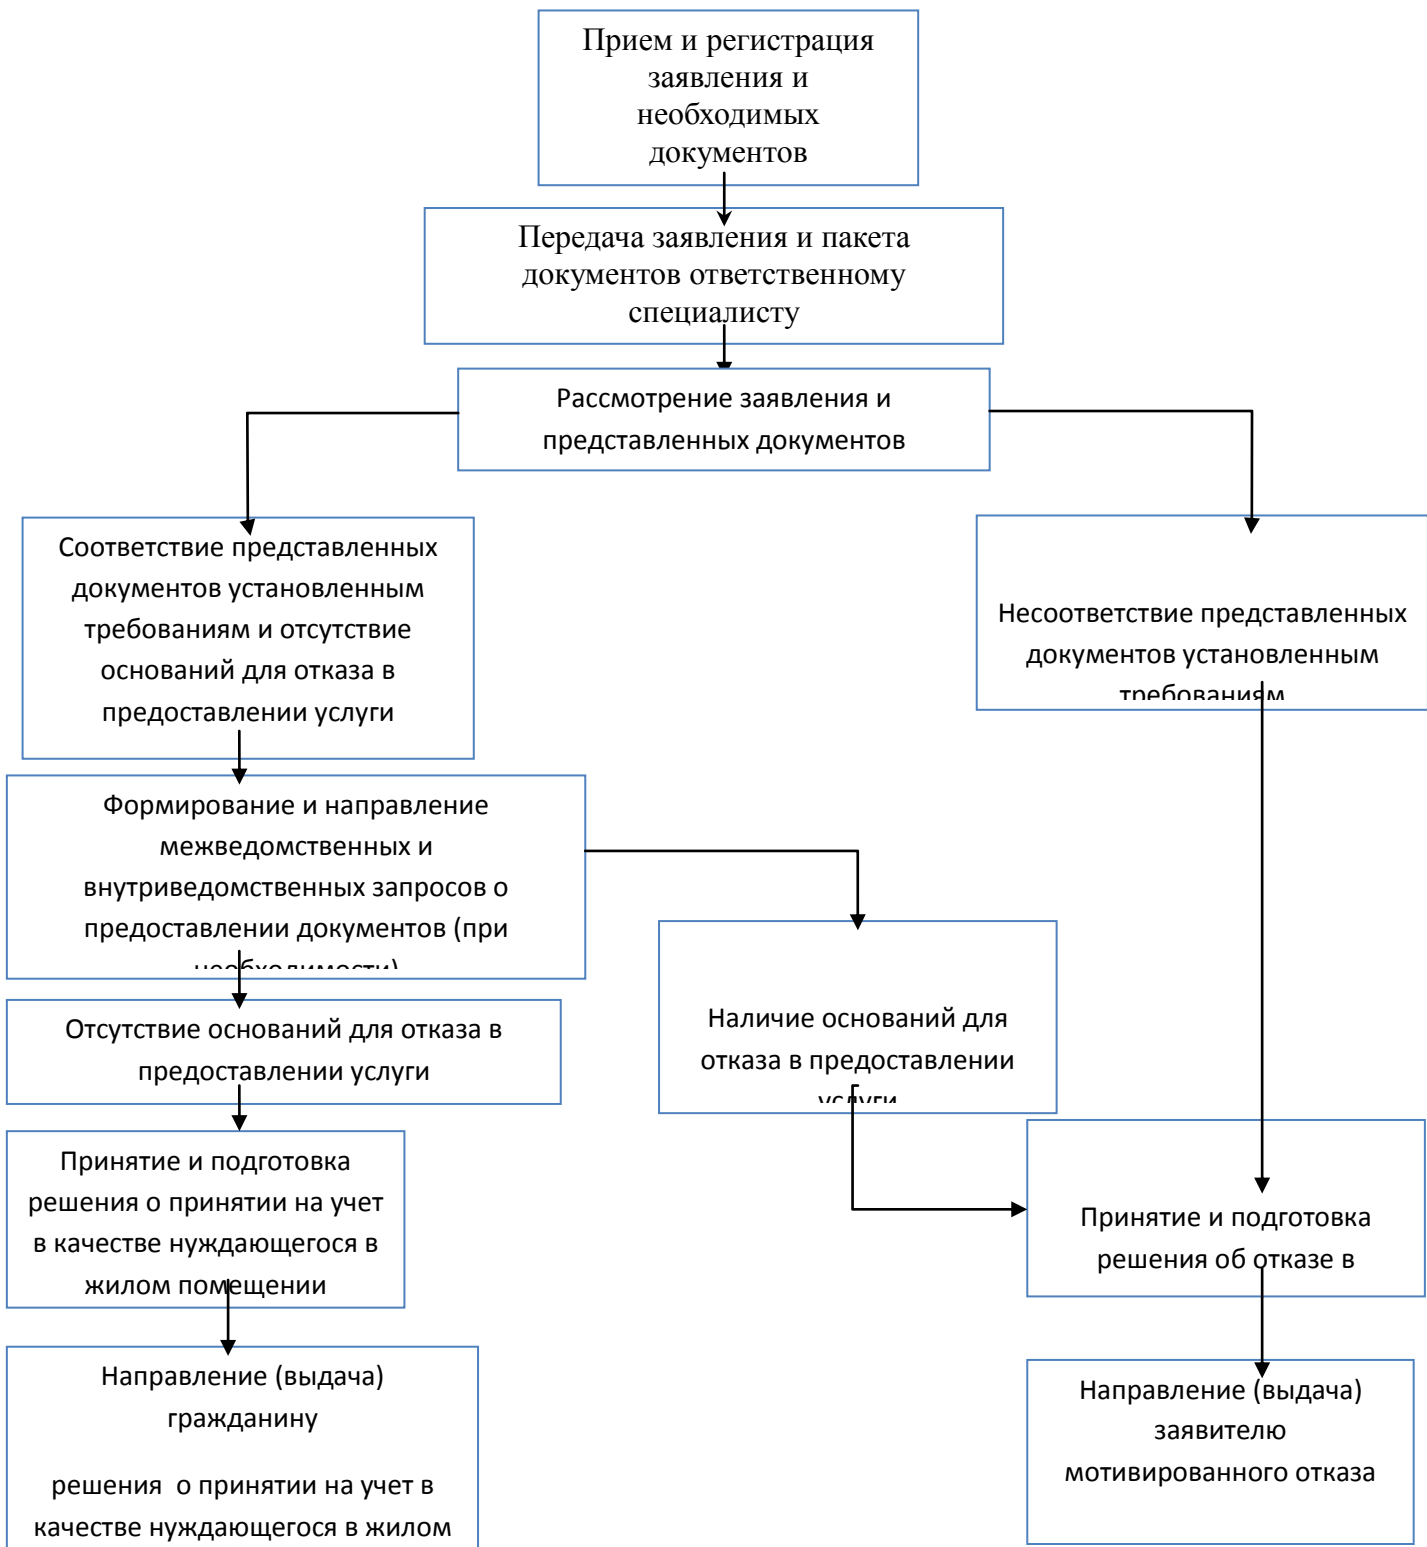 Прием и регистрация
заявления и
необходимых
документов
Передача заявления и пакета
документов ответственному
специалисту
Рассмотрение заявления и
представленных документов
Соответствие представленных
документов установленным
требованиям и отсутствие
оснований для отказа в
предоставлении услуги
Несоответствие представленных
документов установленным
требованиям
Формирование и направление
межведомственных и
внутриведомственных запросов о
предоставлении документов (при
необходимости)
Отсутствие оснований для отказа в
предоставлении услуги
Наличие оснований для
отказа в предоставлении
услуги
Принятие и подготовка
решения о принятии на учет
в качестве нуждающегося в
жилом помещении
Принятие и подготовка
решения об отказе в
Направление (выдача)
гражданину
решения  о принятии на учет в
качестве нуждающегося в жилом
Направление (выдача)
заявителю
мотивированного отказа